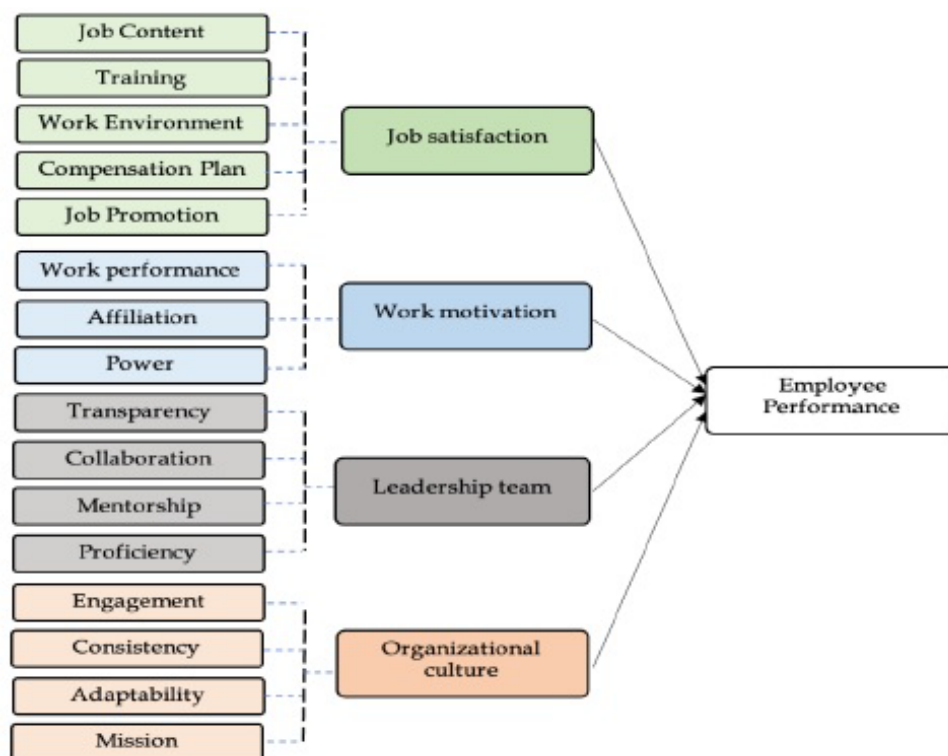 Job Content
Training
Work Environment
Compensation Plan
Job Promotion
Job satisfaction
Work performance
Affiliation
Power
Work motivation
Transparency
Collaboration
Mentorship
Proficiency
Leadership team
Engagement
Consistency
Adaptability
Mission
Organizational
culture
Employee
Performance